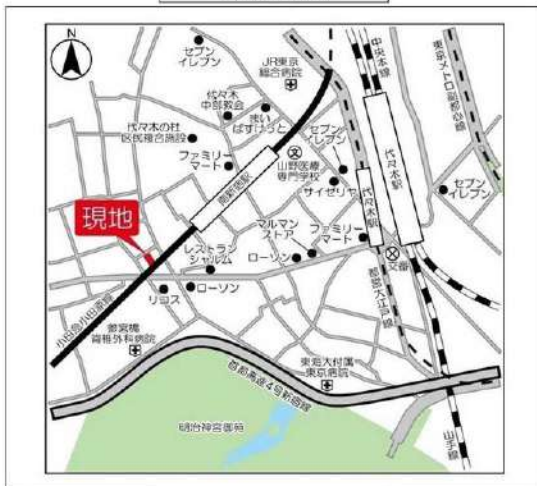 N
セブン
イレブン
JR東京
総合病院
中央本線
東京メトロ副都心線
代々木
中部教会
まい
ばすけっと
代々木の杜
区民複合施設
ファミリー
マート
セブン
イレブン
文
山野医療
専門学校
サイゼリヤ
南新宿駅
代々木駅
代々木駅
セブン
イレブン
現地
マルマン
ストア
ファミリー
マート
レストラン
シャルム
ローソン
交番
都営大江戸線
リコス
ローソン
小田急小田原線
御宮橋
脊椎外科病院
東海大付属
東京病院
首都高速4号新宿線
明治神宮御苑
山手線